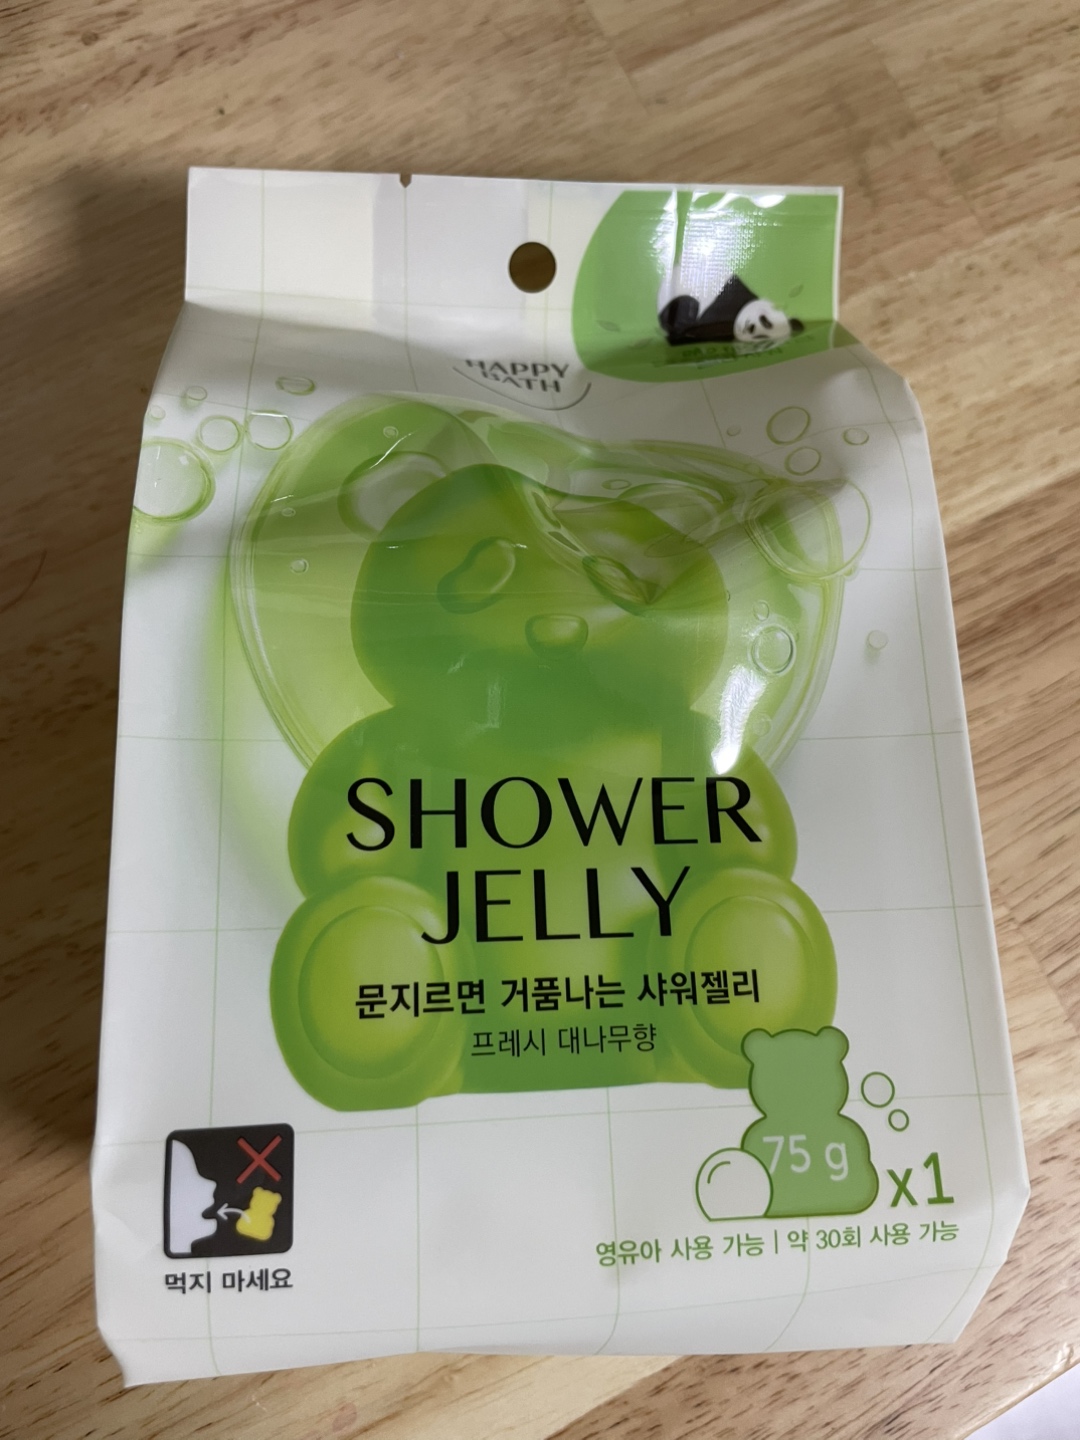 HAPPY
BATH
SHOWER
JELLY
문지르면 거품나는 샤워젤리
프레시 대나무향
75 g
x1
영유아 사용 가능 | 약 30회 사용 가능
먹지 마세요